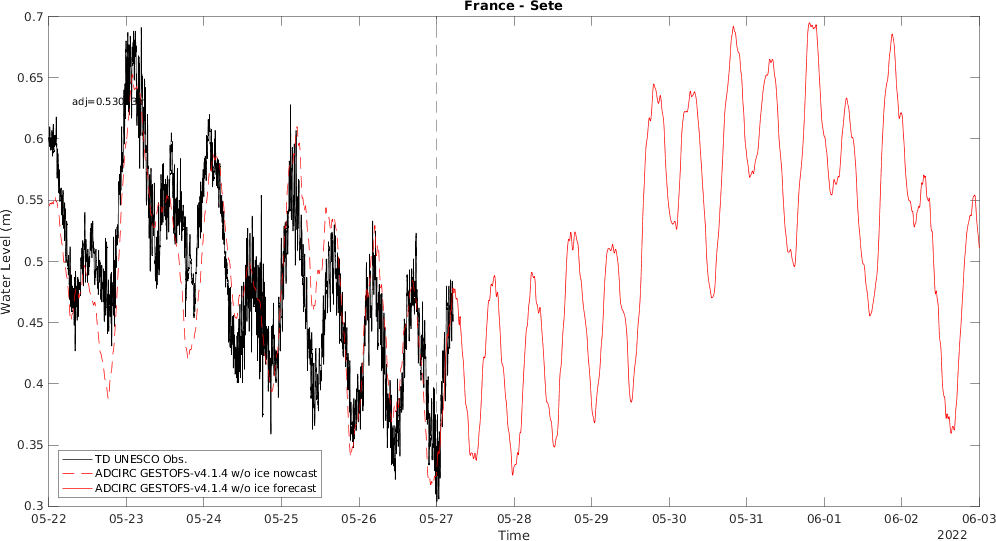 France - Sete
0.7
0.65
0.6
0.55
0.5
0.45
0.4
0.35
0.3
Water Level (m)
TD UNESCO Obs.
ADCIRC GESTOFS-v4.1.4 w/o ice nowcast
ADCIRC GESTOFS-v4.1.4 w/o ice forecast
05-22 05-23 05-24 05-25 05-26 05-27 05-28 05-29 05-30 05-31 06-01 06-02 06-03
Time
2022